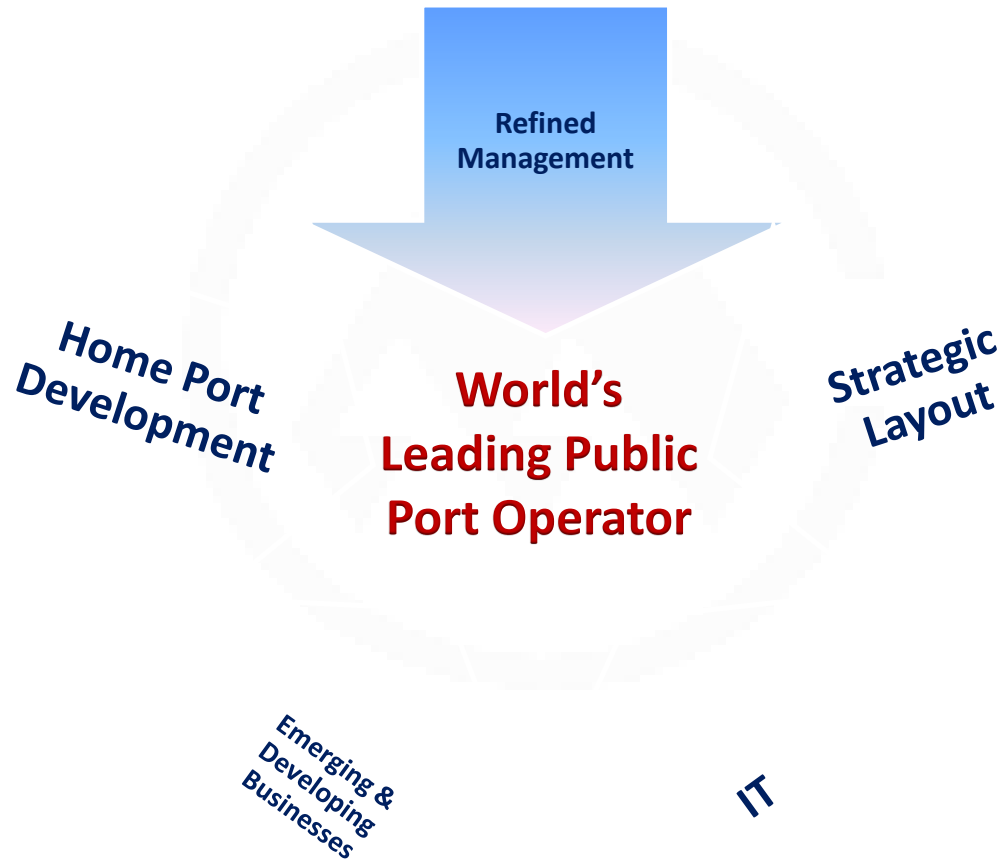 Refined
Management
Home Port
Development
World’s
Leading Public
Port Operator
Strategic
Layout
Emerging &
Developing
Businesses
IT